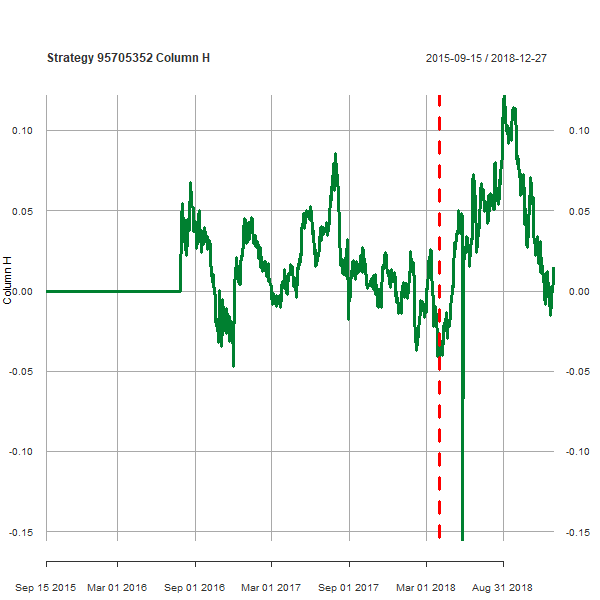 Strategy 95705352 Column H
2015-09-15 / 2018-12-27
0.10
0.10
0.05
0.05
Column H
0.00
0.00
-0.05
-0.05
-0.10
-0.10
-0.15
-0.15
Sep 15 2015
Mar 01 2016
Sep 01 2016
Mar 01 2017
Sep 01 2017
Mar 01 2018
Aug 31 2018